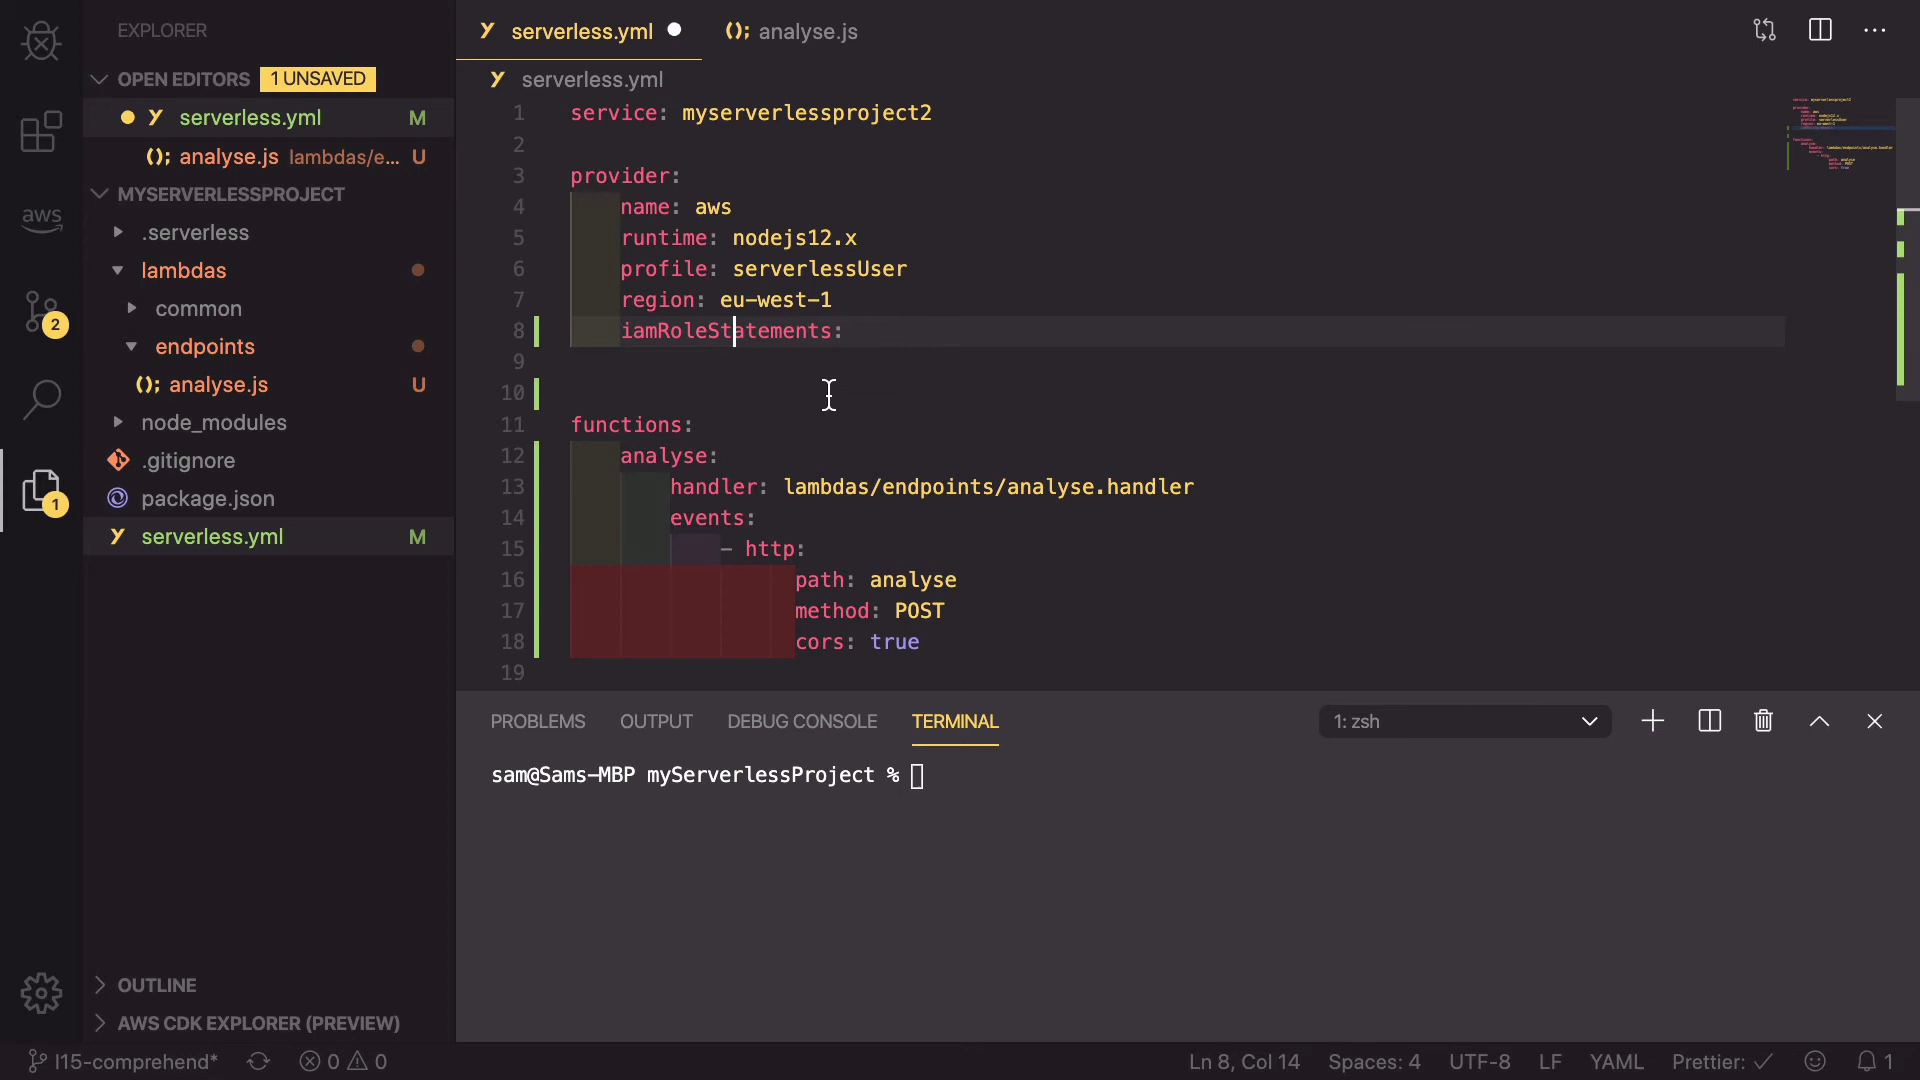 EXPLORER
OPEN EDITORS 1 UNSAVED
serverless.yml M
analyse.js lambdas/e... U
MYSERVERLESSPROJECT
.serverless
lambdas
common
endpoints
analyse.js U
node_modules
.gitignore
package.json
serverless.yml M
OUTLINE
AWS CDK EXPLORER (PREVIEW)
aws
2
1
serverless.yml
analyse.js
serverless.yml
1 service: myserverlessproject2
2
3 provider:
4 name: aws
5 runtime: nodejs12.x
6 profile: serverlessUser
7 region: eu-west-1
8 iamRoleStatements:
9
10
11 functions:
12 analyse:
13 handler: lambdas/endpoints/analyse.handler
14 events:
15 - http:
16 path: analyse
17 method: POST
18 cors: true
19
PROBLEMS OUTPUT DEBUG CONSOLE TERMINAL 1: zsh
sam@Sams-MBP myServerlessProject %
l15-comprehend* 0 0 Ln 8, Col 14 Spaces: 4 UTF-8 LF YAML Prettier: ✓ 1